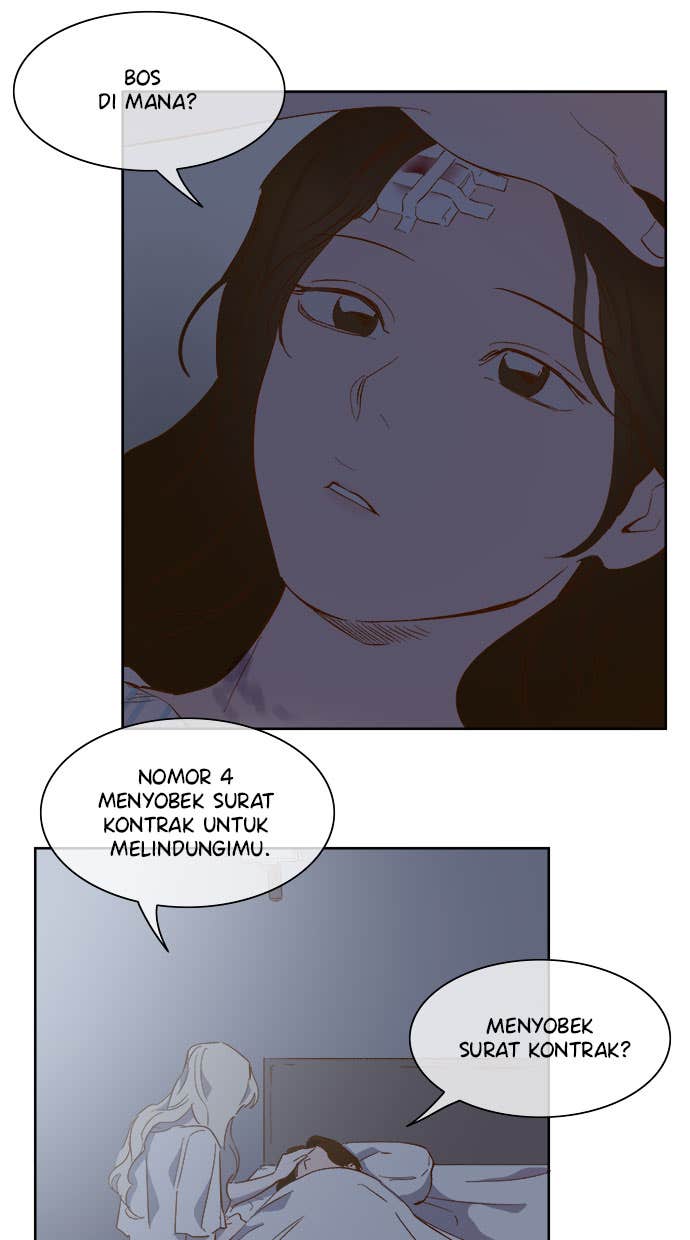 BOS
DI MANA?
NOMOR 4
MENYOBEK SURAT
KONTRAK UNTUK
MELINDUNGIMU.
MENYOBEK
SURAT KONTRAK?